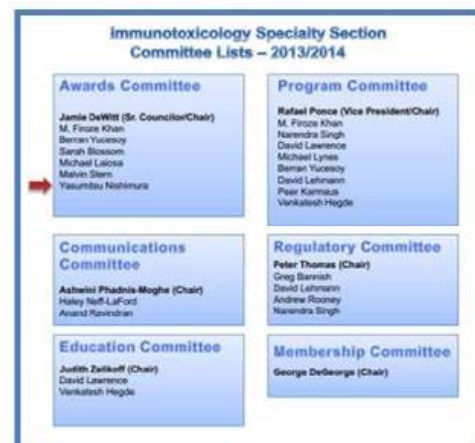 Immunotoxicology Specialty Section
Committee Lists – 2013/2014
Awards Committee
Jamie DeWitt (Sr. Councilor/Chair)
M. Firoze Khan
Berran Yucesoy
Sarah Blossom
Michael Laiosa
Malvin Stern
Yasumitsu Nishimura
Program Committee
Rafael Ponce (Vice President/Chair)
M. Firoze Khan
Narendra Singh
David Lawrence
Michael Lynes
Berran Yucesoy
David Lehmann
Peer Karmaus
Venkatesh Hegde
Communications
Committee
Ashwini Phadnis-Moghe (Chair)
Haley Neff-LaFord
Anand Ravindran
Regulatory Committee
Peter Thomas (Chair)
Greg Bannish
David Lehmann
Andrew Rooney
Narendra Singh
Education Committee
Judith Zelikoff (Chair)
David Lawrence
Venkatesh Hegde
Membership Committee
George DeGeorge (Chair)